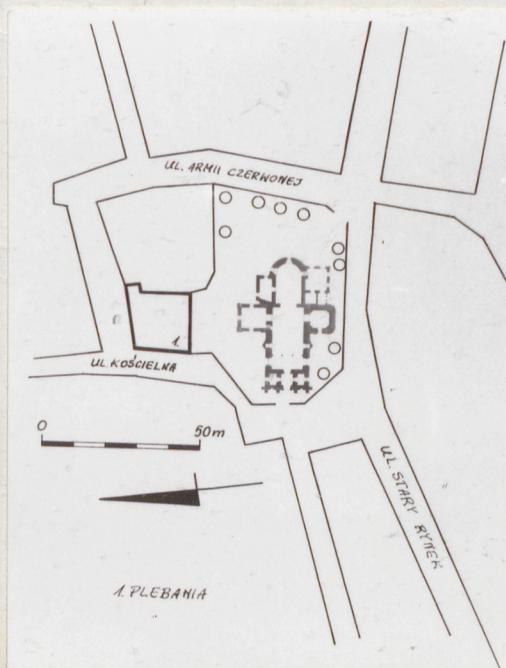 UL. ARMII CZERWONEJ
1.
UL. KOŚCIELNA
0 50m
UL. STARY RYNEK
1. PLEBANIA